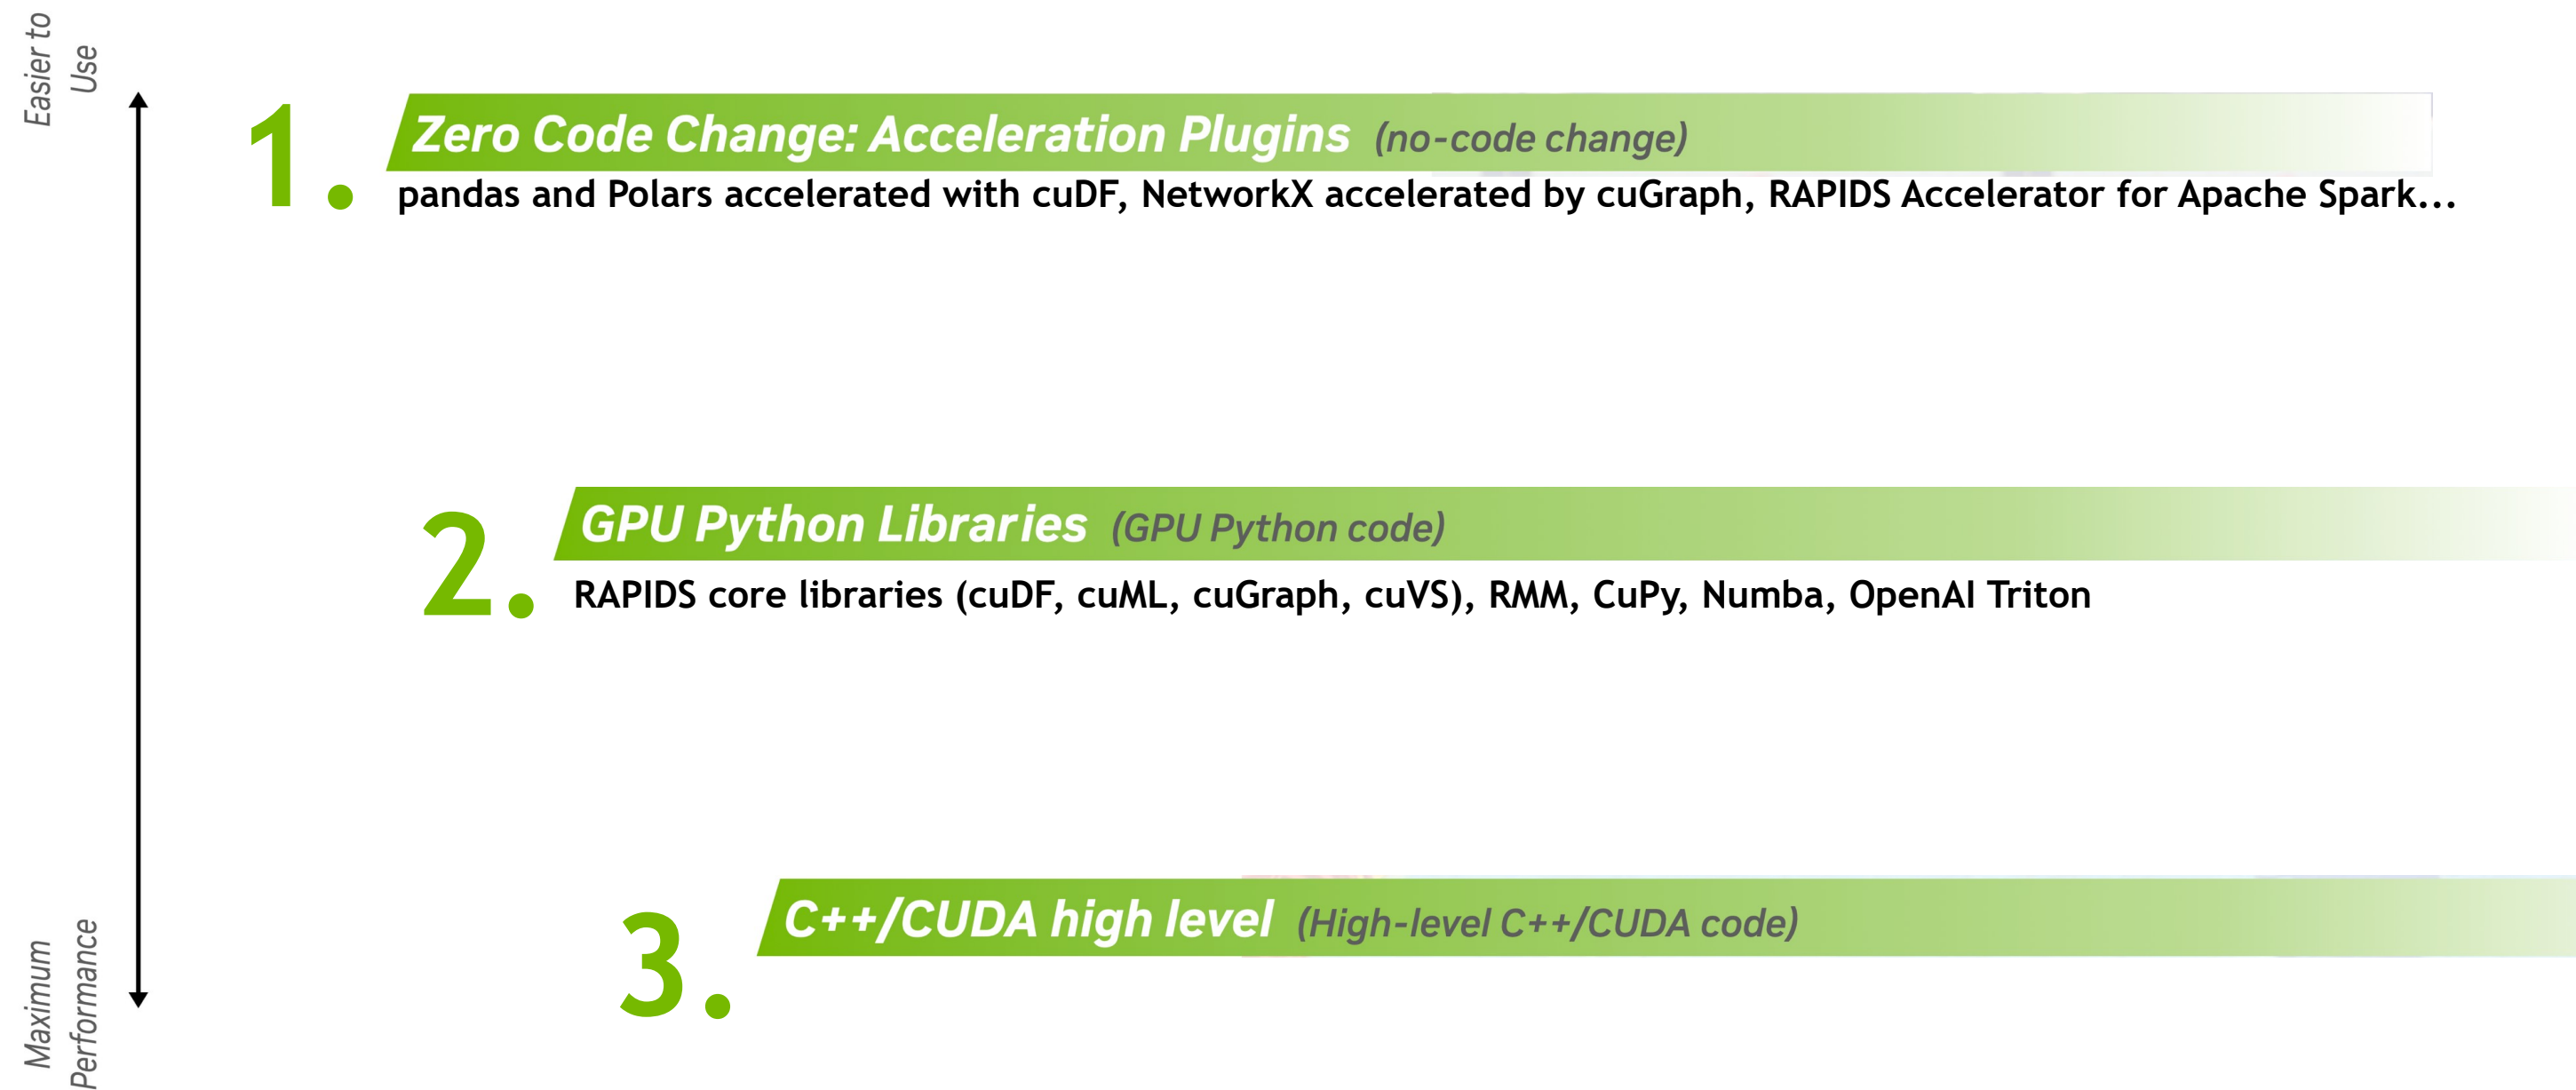 Easier to
Use
1.
Zero Code Change: Acceleration Plugins (no-code change)
pandas and Polars accelerated with cuDF, NetworkX accelerated by cuGraph, RAPIDS Accelerator for Apache Spark...
2.
GPU Python Libraries (GPU Python code)
RAPIDS core libraries (cuDF, cuML, cuGraph, cuVS), RMM, CuPy, Numba, OpenAI Triton
3.
C++/CUDA high level (High-level C++/CUDA code)
Maximum
Performance